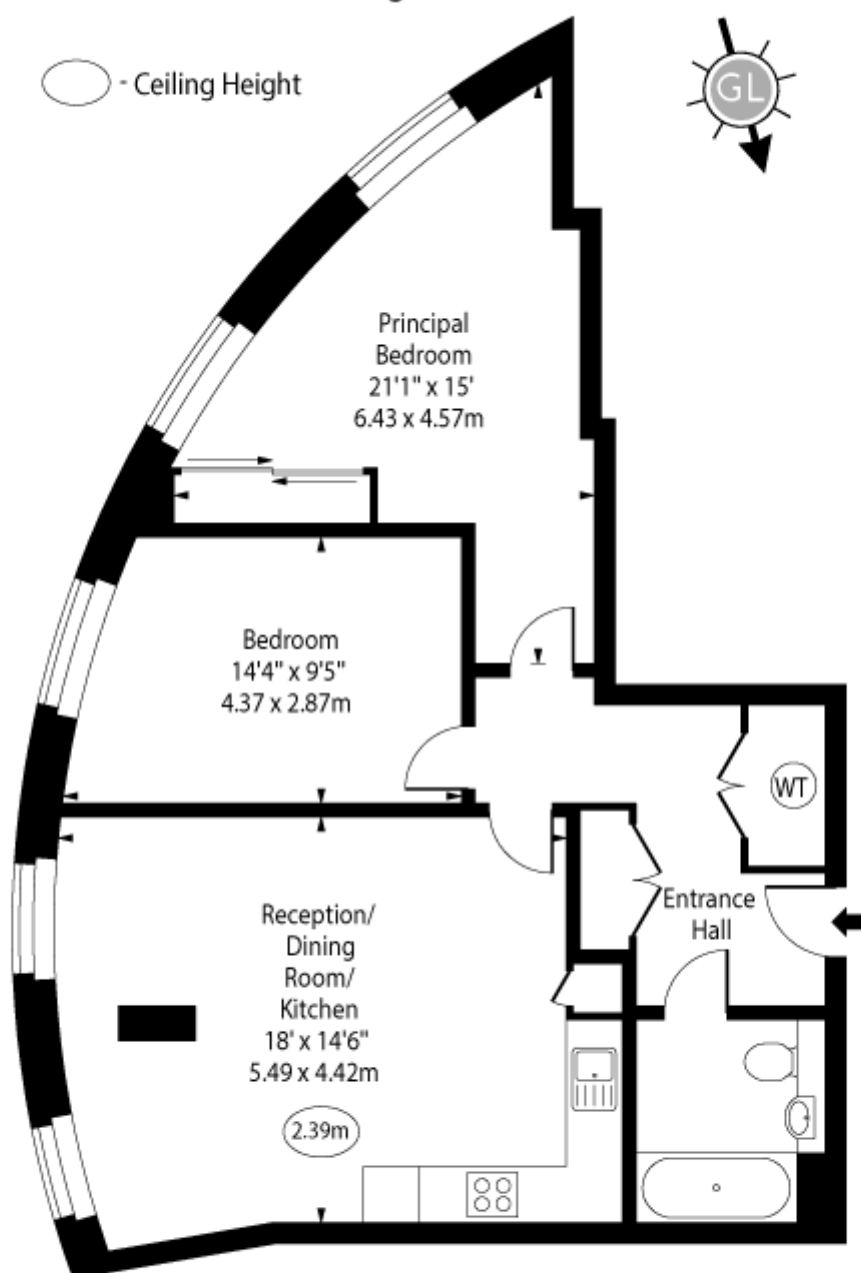 - Ceiling Height
GL
Principal
Bedroom
21'1" x 15'
6.43 x 4.57m
Bedroom
14'4" x 9'5"
4.37 x 2.87m
WT
Entrance
Hall
Reception/
Dining
Room/
Kitchen
18' x 14'6"
5.49 x 4.42m
2.39m